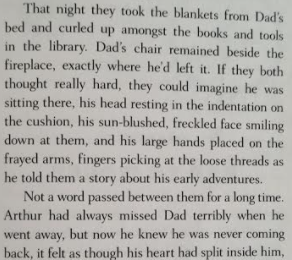 That night they took the blankets from Dad's
bed and curled up amongst the books and tools
in the library. Dad's chair remained beside the
fireplace, exactly where he'd left it. If they both
thought really hard, they could imagine he was
sitting there, his head resting in the indentation on
the cushion, his sun-blushed, freckled face smiling
down at them, and his large hands placed on the
frayed arms, fingers picking at the loose threads as
he told them a story about his early adventures.
Not a word passed between them for a long time.
Arthur had always missed Dad terribly when he
went away, but now he knew he was never coming
back, it felt as though his heart had split inside him,